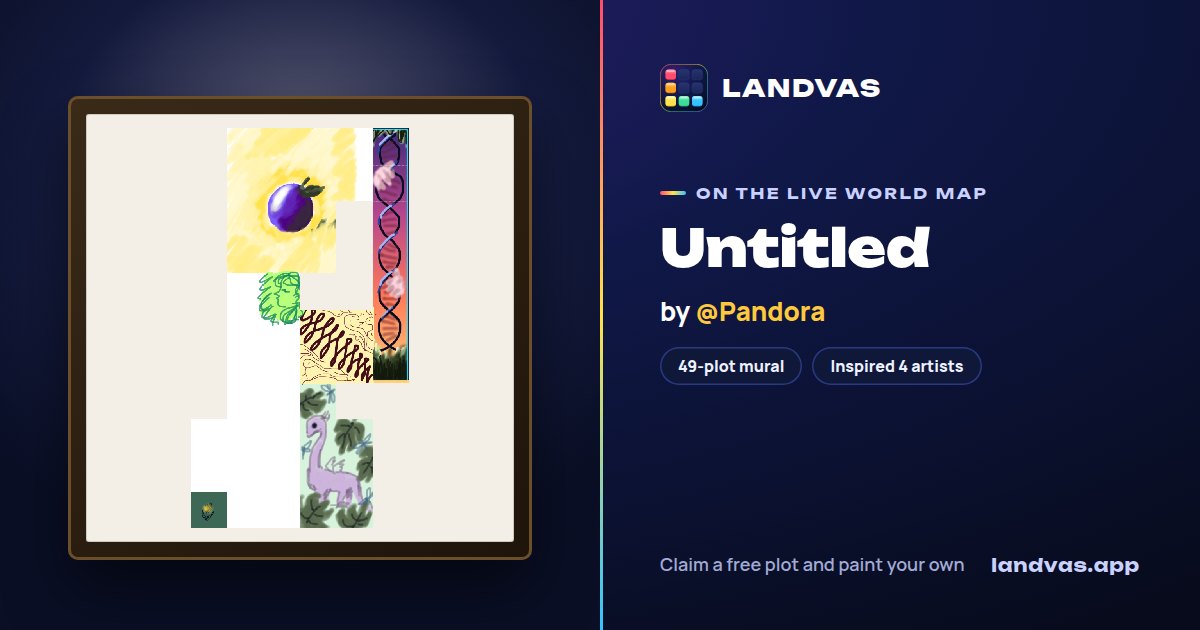 LANDVAS
ON THE LIVE WORLD MAP
Untitled
by @Pandora
49-plot mural
Inspired 4 artists
Claim a free plot and paint your own
landvas.app